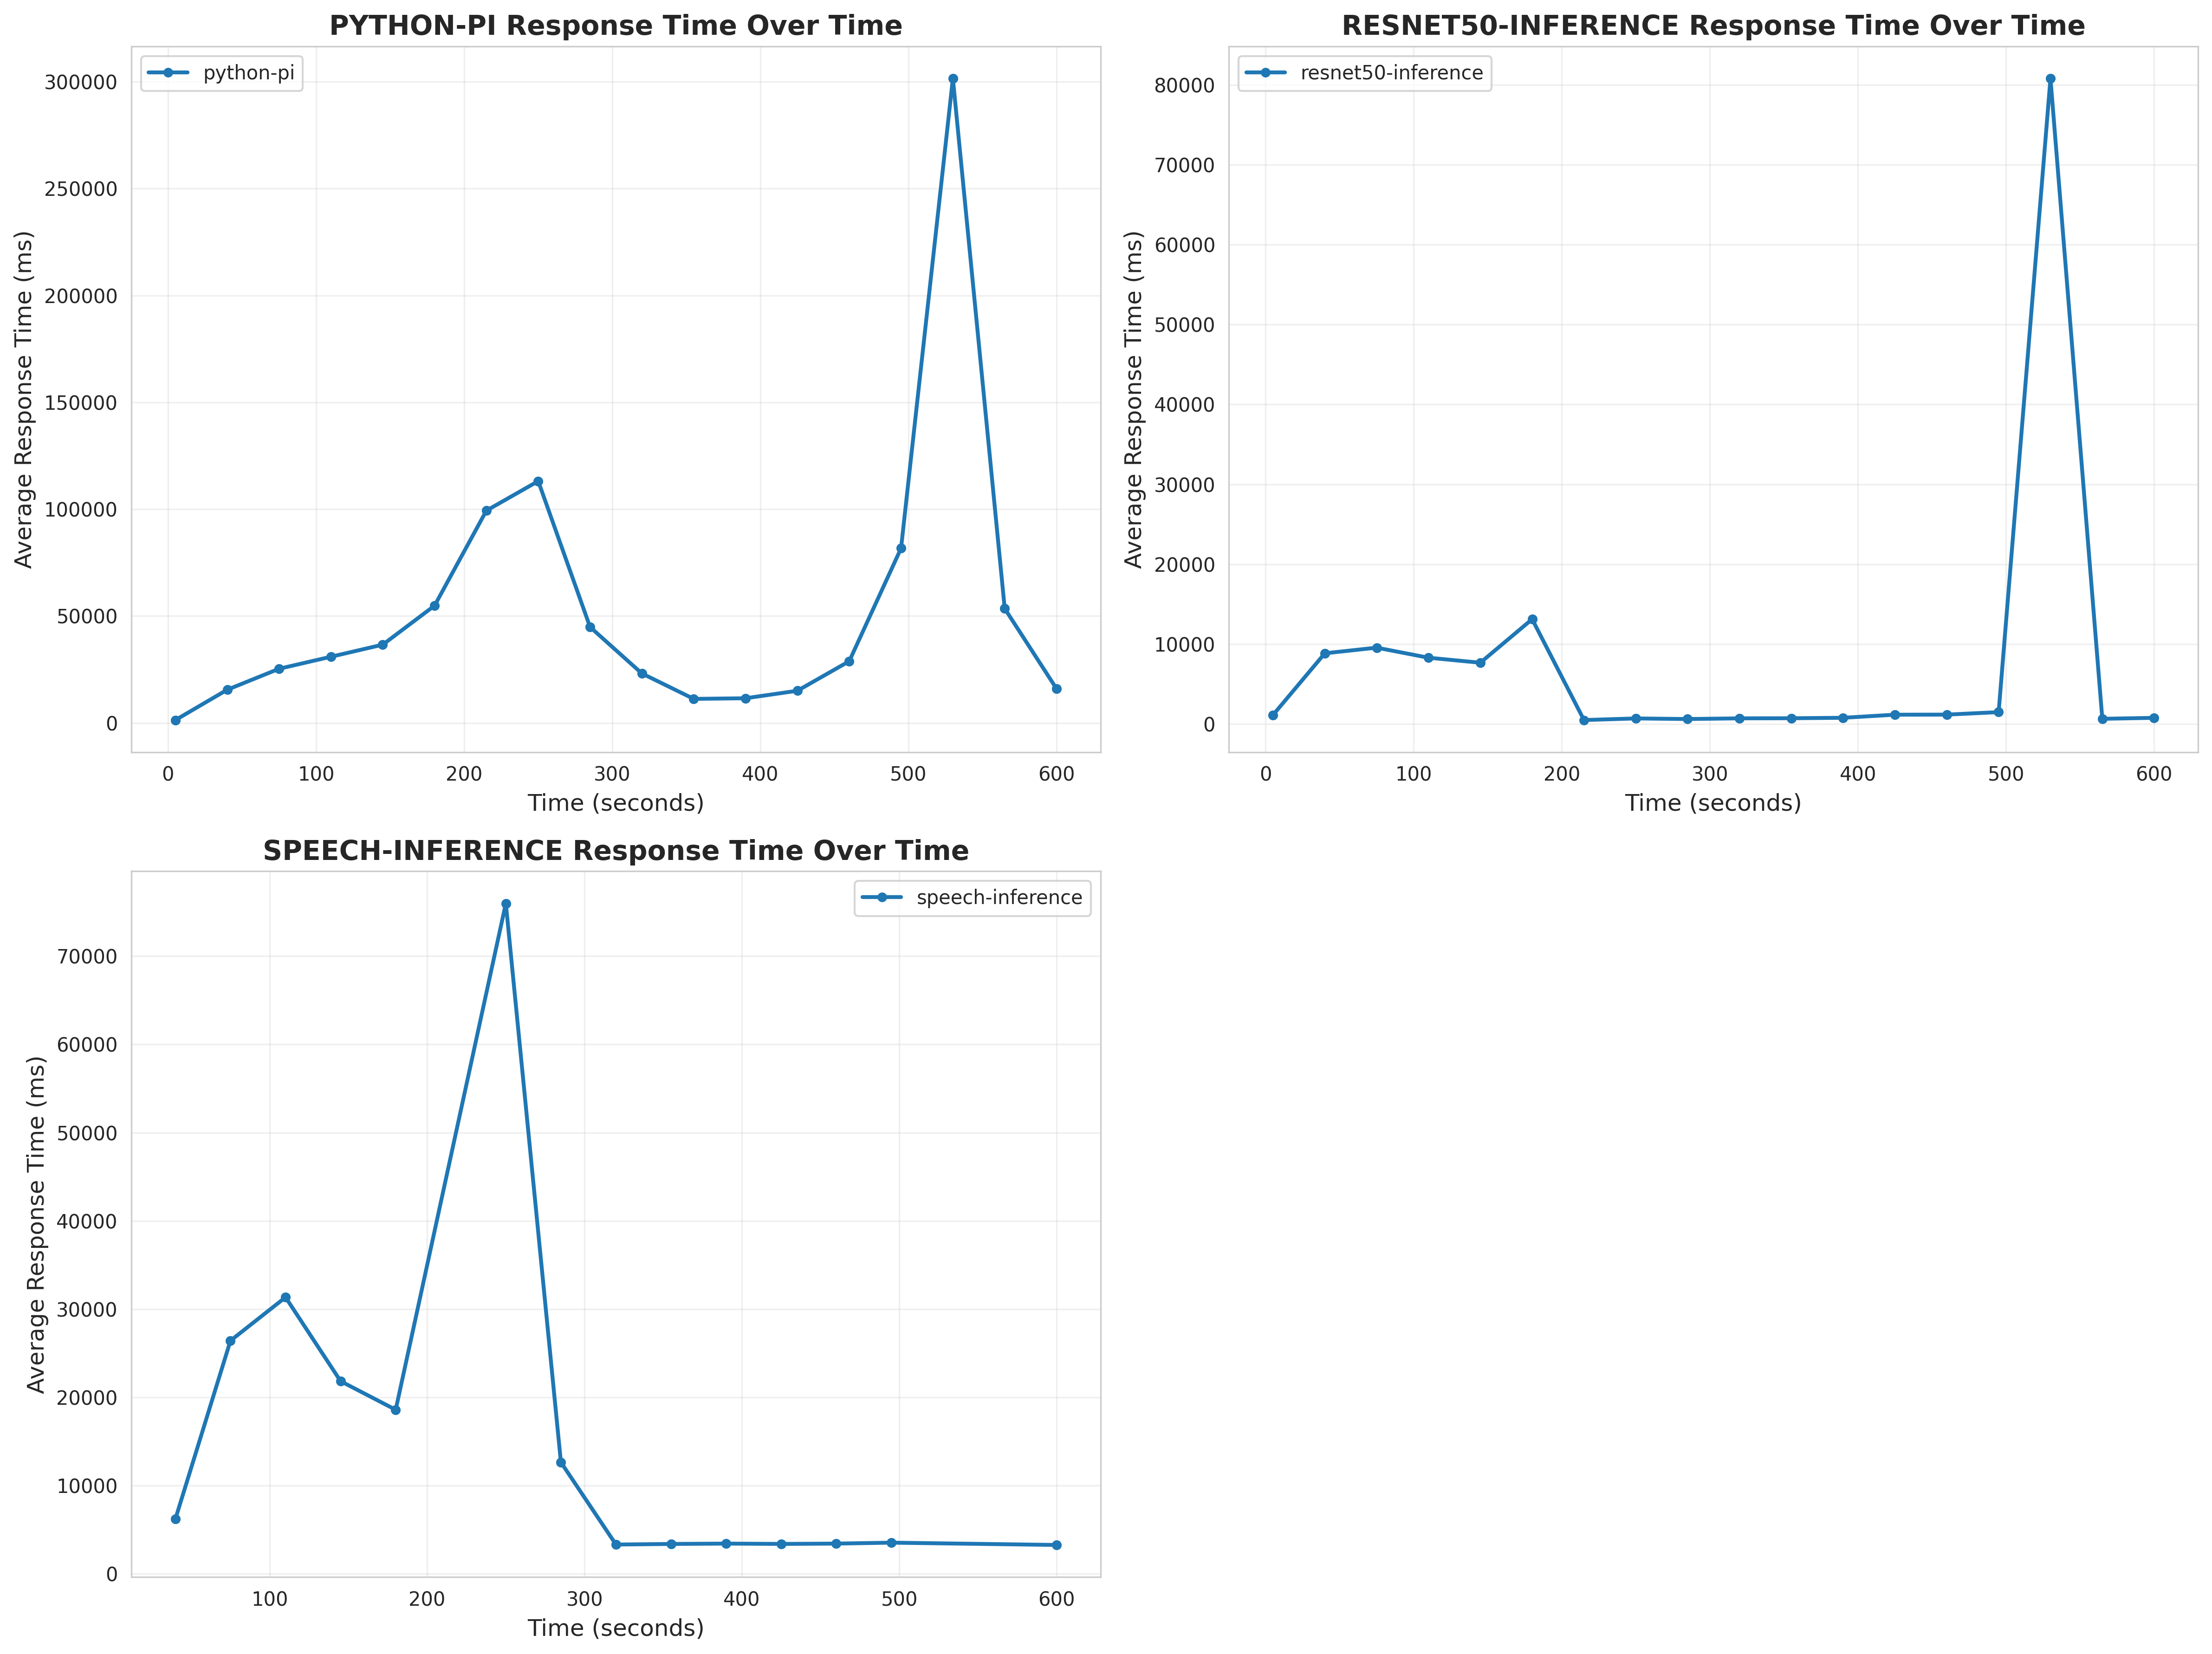 PYTHON-PI Response Time Over Time
python-pi
Average Response Time (ms)
300000
250000
200000
150000
100000
50000
0
0 100 200 300 400 500 600
Time (seconds)
RESNET50-INFERENCE Response Time Over Time
resnet50-inference
Average Response Time (ms)
80000
70000
60000
50000
40000
30000
20000
10000
0
0 100 200 300 400 500 600
Time (seconds)
SPEECH-INFERENCE Response Time Over Time
speech-inference
Average Response Time (ms)
70000
60000
50000
40000
30000
20000
10000
0
100 200 300 400 500 600
Time (seconds)